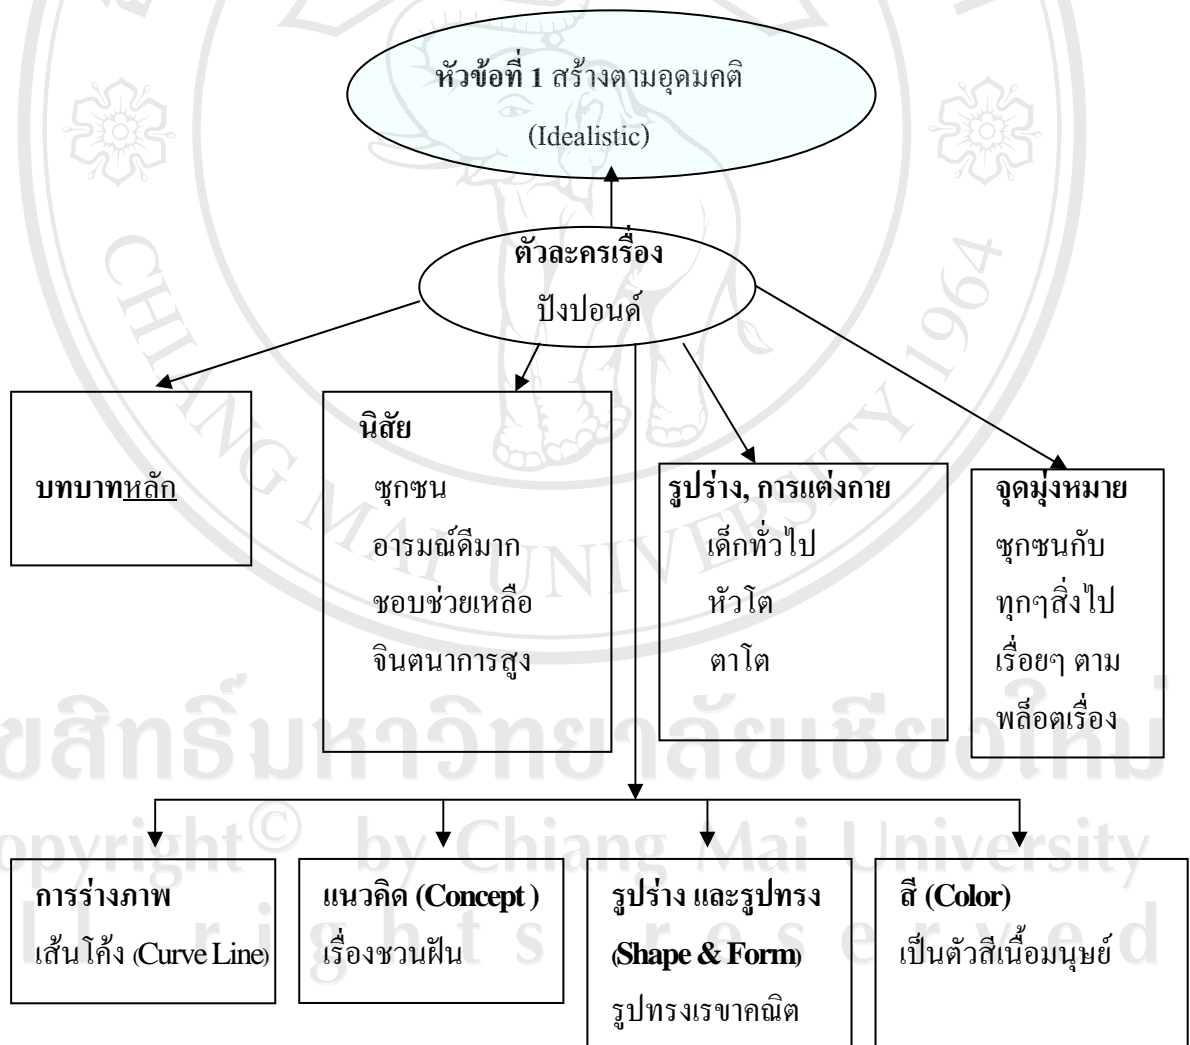 หัวข้อที่ 1 สร้างตามอุดมคติ
(Idealistic)
ตัวละครเรื่อง
ปังปอนด์
บทบาทหลัก
นิสัย
ซุกซน
อารมณ์ดีมาก
ชอบช่วยเหลือ
จินตนาการสูง
รูปร่าง, การแต่งกาย
เด็กทั่วไป
หัวโต
ตาโต
จุดมุ่งหมาย
ซุกซนกับ
ทุกๆสิ่งไป
เรื่อยๆ ตาม
พล็อตเรื่อง
การร่างภาพ
เส้นโค้ง (Curve Line)
แนวคิด (Concept )
เรื่องชวนฝัน
รูปร่าง และรูปทรง
(Shape & Form)
รูปทรงเรขาคณิต
สี (Color)
เป็นตัวสีเนื้อมนุษย์
CHIANG MAI UNIVERSITY 1964
ขสิทธิ์มหาวิทยาลัยเชียงใหม่
opyright © by Chiang Mai University
ll rights reserved